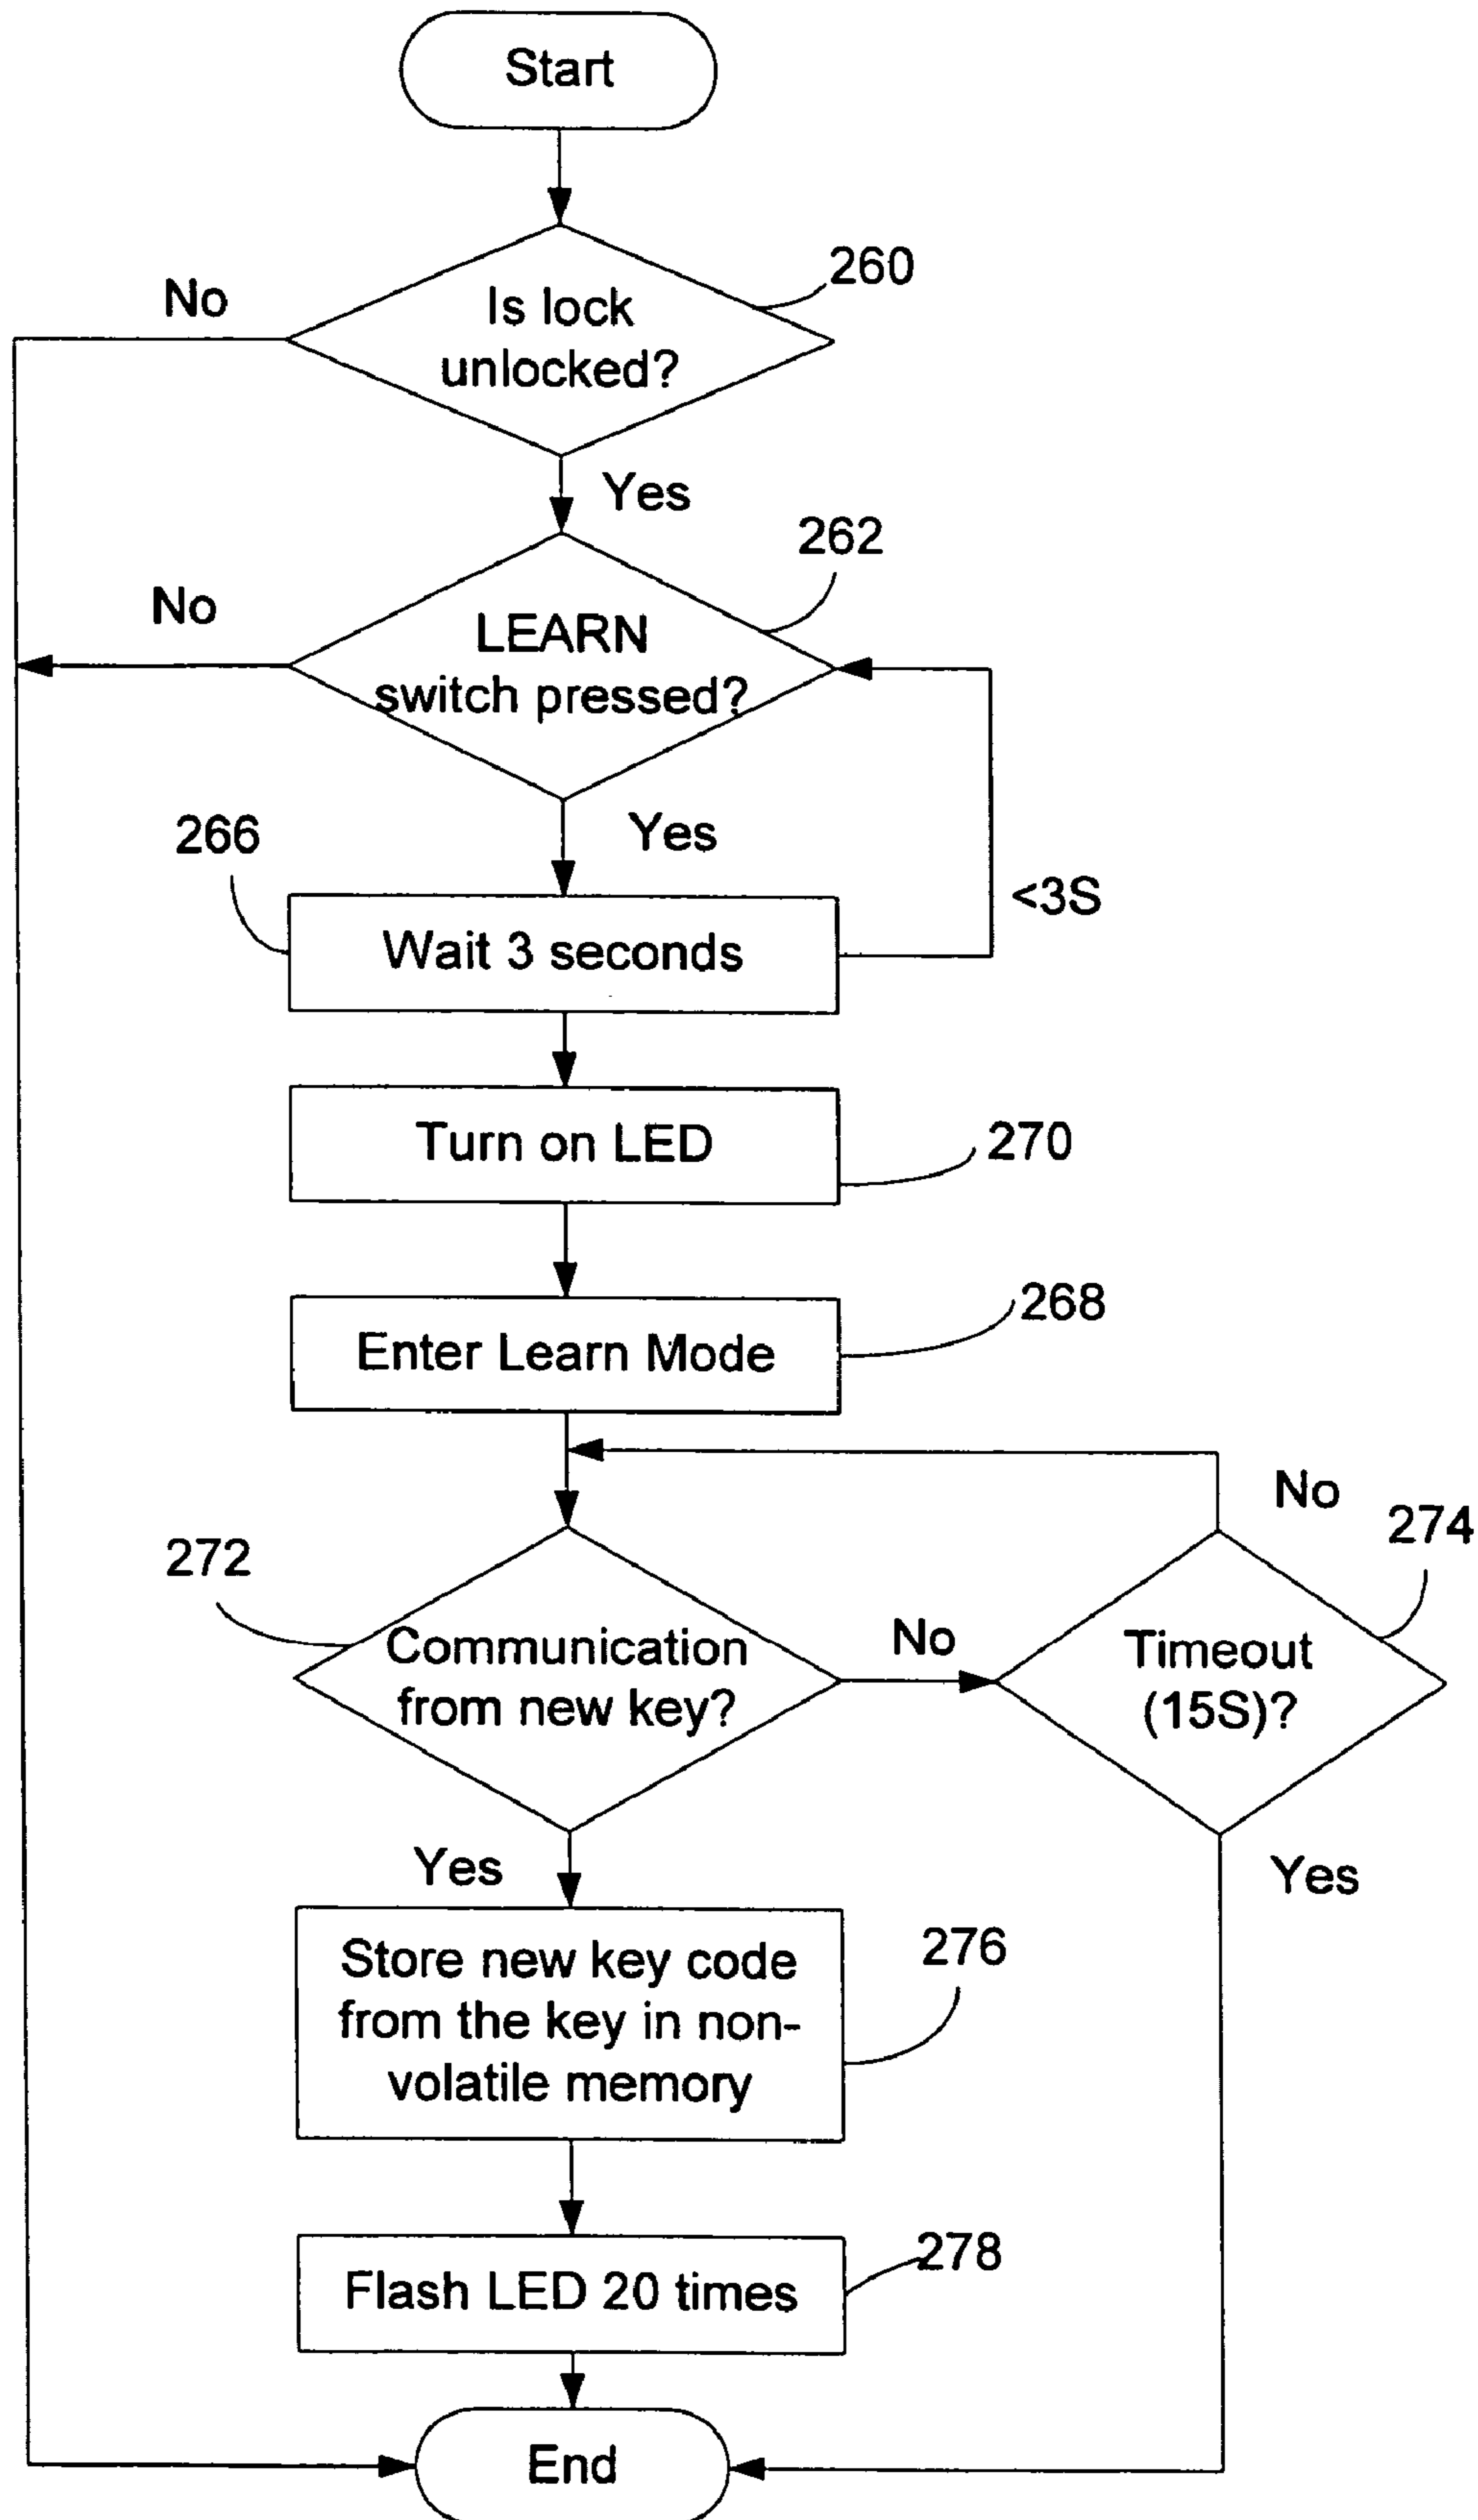 Start
260
No
Is lock
unlocked?
Yes
262
No
LEARN
switch pressed?
266
Yes
<3S
Wait 3 seconds
Turn on LED
270
268
Enter Learn Mode
No
274
272
Communication
from new key?
No
Timeout
(15S)?
Yes
Yes
Store new key code
from the key in non-
volatile memory
276
278
Flash LED 20 times
End